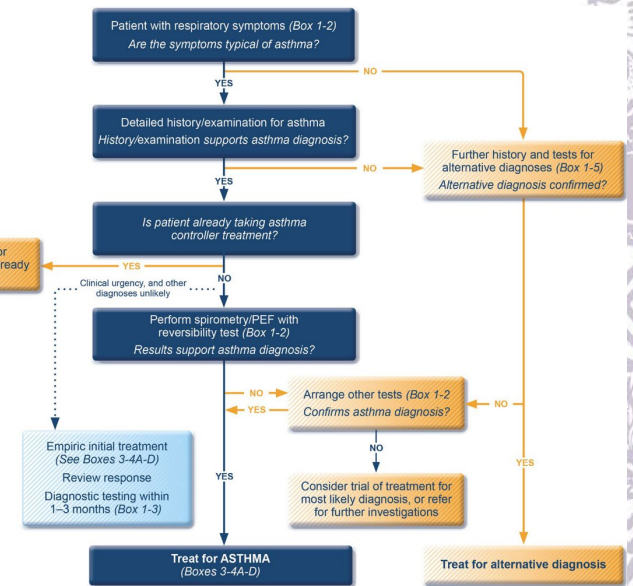 Patient with respiratory symptoms (Box 1-2)
Are the symptoms typical of asthma?
NO
YES
Detailed history/examination for asthma
History/examination supports asthma diagnosis?
NO
Further history and tests for
alternative diagnoses (Box 1-5)
Alternative diagnosis confirmed?
YES
Is patient already taking asthma
controller treatment?
or
ready
YES
NO
Clinical urgency, and other
diagnoses unlikely
Perform spirometry/PEF with
reversibility test (Box 1-2)
Results support asthma diagnosis?
NO
YES
Arrange other tests (Box 1-2
Confirms asthma diagnosis?
NO
NO
YES
Empiric initial treatment
(See Boxes 3-4A-D)
Review response
Diagnostic testing within
1–3 months (Box 1-3)
YES
Consider trial of treatment for
most likely diagnosis, or refer
for further investigations
Treat for ASTHMA
(Boxes 3-4A-D)
Treat for alternative diagnosis